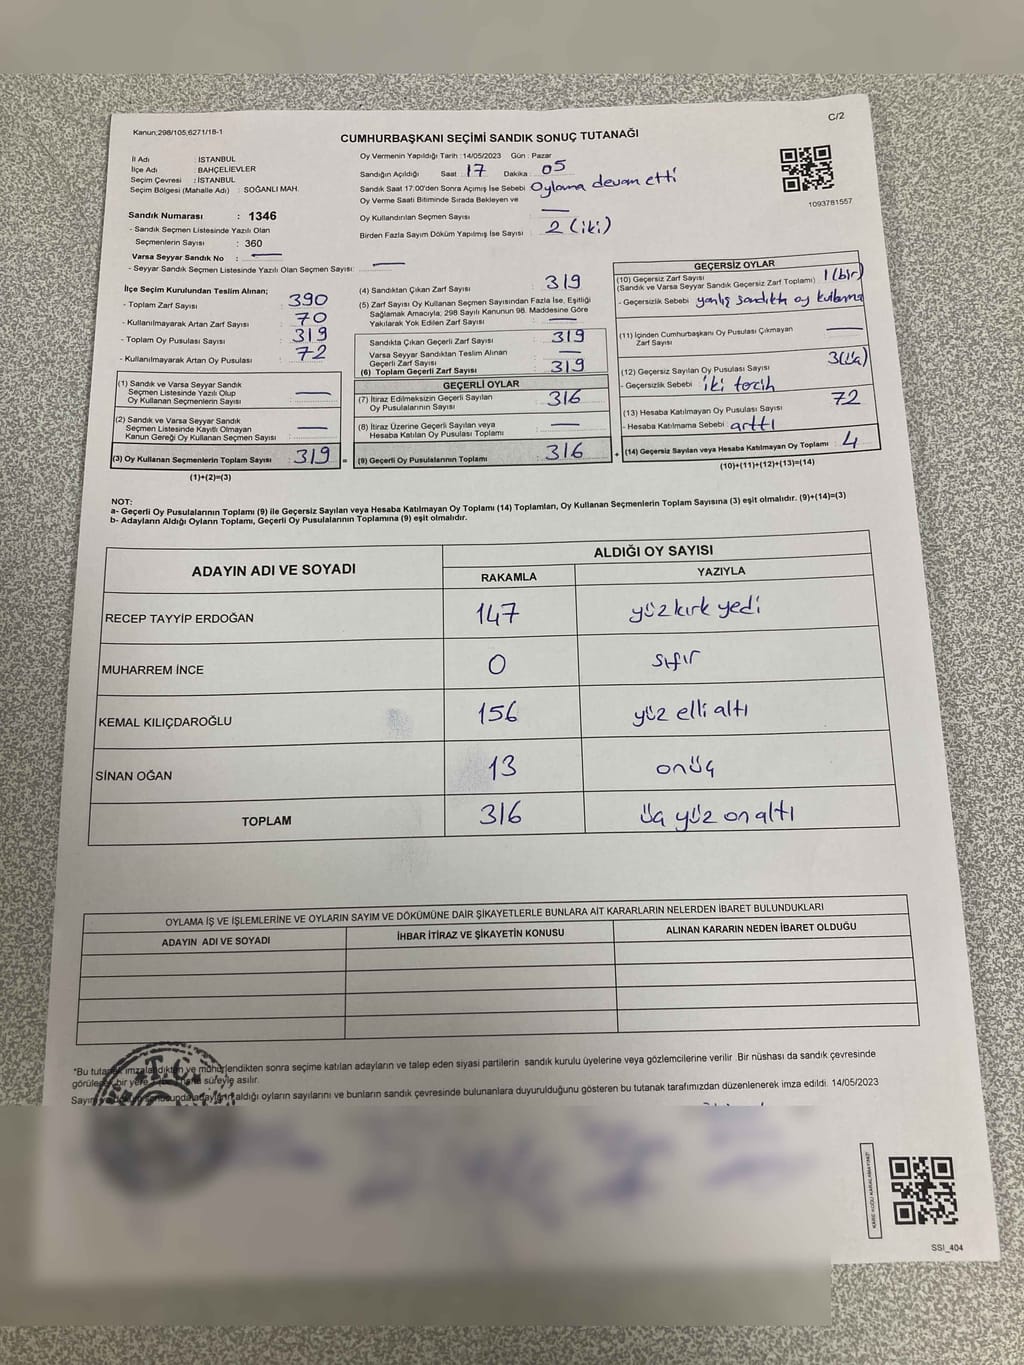 C/2
Kanun;298/105,6271/18-1
CUMHURBAŞKANI SEÇİMİ SANDIK SONUÇ TUTANAĞI
İl Adı : İSTANBUL
İlçe Adı : BAHÇELİEVLER
Seçim Çevresi : İSTANBUL
Seçim Bölgesi (Mahalle Adı) : SOĞANLI MAH.
Sandık Numarası : 1346
- Sandık Seçmen Listesinde Yazılı Olan
Seçmenlerin Sayısı : 360
Varsa Seyyar Sandık No :
- Seyyar Sandık Seçmen Listesinde Yazılı Olan Seçmen Sayısı:
Oy Vermenin Yapıldığı Tarih :14/05/2023 Gün : Pazar
Sandığın Açıldığı Saat 17 Dakika : 05
Sandık Saat 17:00'den Sonra Açımış İse Sebebi Oylama devam etti
Oy Verme Saati Bitiminde Sırada Bekleyen ve
Oy Kullandırılan Seçmen Sayısı
Birden Fazla Sayım Döküm Yapılmış İse Sayısı : 2 (iki)
1093781557
İlçe Seçim Kurulundan Teslim Alınan;
- Toplam Zarf Sayısı : 390
- Kullanılmayarak Artan Zarf Sayısı : 70
- Toplam Oy Pusulası Sayısı : 319
- Kullanılmayarak Artan Oy Pusulası : 72
(1) Sandık ve Varsa Seyyar Sandık
Seçmen Listesinde Yazılı Olup
Oy Kullanan Seçmenlerin Sayısı :
(2) Sandık ve Varsa Seyyar Sandık
Seçmen Listesinde Kayıtlı Olmayan
Kanun Gereği Oy Kullanan Seçmen Sayısı :
(3) Oy Kullanan Seçmenlerin Toplam Sayısı : 319 =
(1)+(2)=(3)
(4) Sandıktan Çıkan Zarf Sayısı : 319
(5) Zarf Sayısı Oy Kullanan Seçmen Sayısından Fazla İse, Eşitliği
Sağlamak Amacıyla; 298 Sayılı Kanunun 98. Maddesine Göre
Yakılarak Yok Edilen Zarf Sayısı :
Sandıkta Çıkan Geçerli Zarf Sayısı : 319
Varsa Seyyar Sandıktan Teslim Alınan
Geçerli Zarf Sayısı :
(6) Toplam Geçerli Zarf Sayısı : 319
GEÇERLİ OYLAR
(7) İtiraz Edilmeksizin Geçerli Sayılan
Oy Pusulalarının Sayısı : 316
(8) İtiraz Üzerine Geçerli Sayılan veya
Hesaba Katılan Oy Pusulası Toplamı :
(9) Geçerli Oy Pusulalarının Toplamı : 316 +
GEÇERSİZ OYLAR
(10) Geçersiz Zarf Sayısı
(Sandık ve Varsa Seyyar Sandık Geçersiz Zarf Toplamı) 1 (bir)
- Geçersizlik Sebebi : yanlış sandıkta oy kullanma
(11) İçinden Cumhurbaşkanı Oy Pusulası Çıkmayan
Zarf Sayısı
(12) Geçersiz Sayılan Oy Pusulası Sayısı
- Geçersizlik Sebebi : iki tercih
(13) Hesaba Katılmayan Oy Pusulası Sayısı : 72
- Hesaba Katılmama Sebebi : arttı
(14) Geçersiz Sayılan veya Hesaba Katılmayan Oy Toplamı : 4
(10)+(11)+(12)+(13)=(14)
NOT:
a- Geçerli Oy Pusulalarının Toplamı (9) ile Geçersiz Sayılan veya Hesaba Katılmayan Oy Toplamı (14) Toplamları, Oy Kullanan Seçmenlerin Toplam Sayısına (3) eşit olmalıdır. (9)+(14)=(3)
b- Adayların Aldığı Oyların Toplamı, Geçerli Oy Pusulalarının Toplamına (9) eşit olmalıdır.
ADAYIN ADI VE SOYADI
ALDIĞI OY SAYISI
RAKAMLA YAZIYLA
RECEP TAYYİP ERDOĞAN 147 yüz kırk yedi
MUHARREM İNCE 0 sıfır
KEMAL KILIÇDAROĞLU 156 yüz elli altı
SİNAN OĞAN 13 onüç
TOPLAM 316 üç yüz on altı
OYLAMA İŞ VE İŞLEMLERİNE VE OYLARIN SAYIM VE DÖKÜMÜNE DAİR ŞİKAYETLERLE BUNLARA AİT KARARLARIN NELERDEN İBARET BULUNDUKLARI
ADAYIN ADI VE SOYADI İHBAR İTİRAZ VE ŞİKAYETİN KONUSU ALINAN KARARIN NEDEN İBARET OLDUĞU
*Bu tutanak imzalandıktan ve mühürlendikten sonra seçime katılan adayların ve talep eden siyasi partilerin sandık kurulu üyelerine veya gözlemcilerine verilir Bir nüshası da sandık çevresinde
görülecek bir yere süreyle asılır.
Sayım aldığı oyların sayılarını ve bunların sandık çevresinde bulunanlara duyurulduğunu gösteren bu tutanak tarafımızdan düzenlenerek imza edildi. 14/05/2023
T.C.
SSI_404